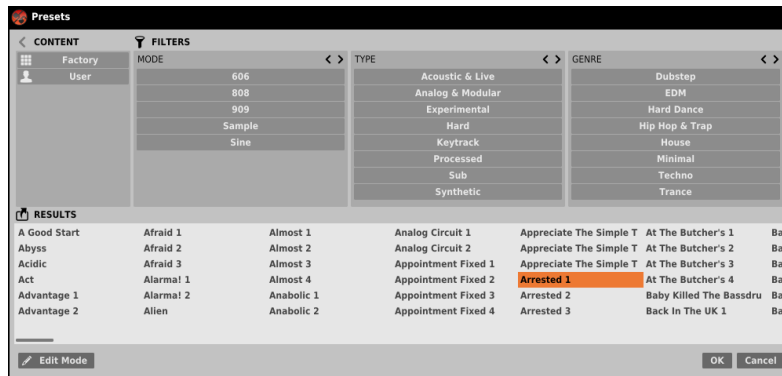 Presets
CONTENT
FILTERS
Factory
User
MODE
606
808
909
Sample
Sine
TYPE
Acoustic & Live
Analog & Modular
Experimental
Hard
Keytrack
Processed
Sub
Synthetic
GENRE
Dubstep
EDM
Hard Dance
Hip Hop & Trap
House
Minimal
Techno
Trance
RESULTS
A Good Start
Abyss
Acidic
Act
Advantage 1
Advantage 2
Afraid 1
Afraid 2
Afraid 3
Alarma! 1
Alarma! 2
Alien
Almost 1
Almost 2
Almost 3
Almost 4
Anabolic 1
Anabolic 2
Analog Circuit 1
Analog Circuit 2
Appointment Fixed 1
Appointment Fixed 2
Appointment Fixed 3
Appointment Fixed 4
Appreciate The Simple T
Appreciate The Simple T
Appreciate The Simple T
Arrested 1
Arrested 2
Arrested 3
At The Butcher's 1
At The Butcher's 2
At The Butcher's 3
At The Butcher's 4
Baby Killed The Bassdru
Back In The UK 1
Ba
Ba
Ba
Ba
Ba
Ba
Edit Mode
OK
Cancel